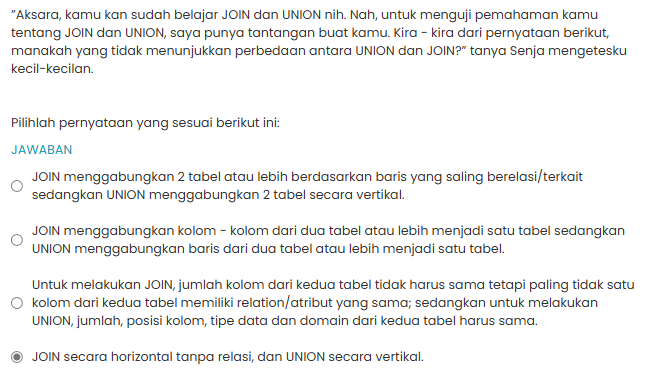 "Aksara, kamu kan sudah belajar JOIN dan UNION nih. Nah, untuk menguji pemahaman kamu
tentang JOIN dan UNION, saya punya tantangan buat kamu. Kira - kira dari pernyataan berikut,
manakah yang tidak menunjukkan perbedaan antara UNION dan JOIN?" tanya Senja mengetesku
kecil-kecilan.
Pilihlah pernyataan yang sesuai berikut ini:
JAWABAN
JOIN menggabungkan 2 tabel atau lebih berdasarkan baris yang saling berelasi/terkait
sedangkan UNION menggabungkan 2 tabel secara vertikal.
JOIN menggabungkan kolom - kolom dari dua tabel atau lebih menjadi satu tabel sedangkan
UNION menggabungkan baris dari dua tabel atau lebih menjadi satu tabel.
Untuk melakukan JOIN, jumlah kolom dari kedua tabel tidak harus sama tetapi paling tidak satu
kolom dari kedua tabel memiliki relation/atribut yang sama; sedangkan untuk melakukan
UNION, jumlah, posisi kolom, tipe data dan domain dari kedua tabel harus sama.
JOIN secara horizontal tanpa relasi, dan UNION secara vertikal.